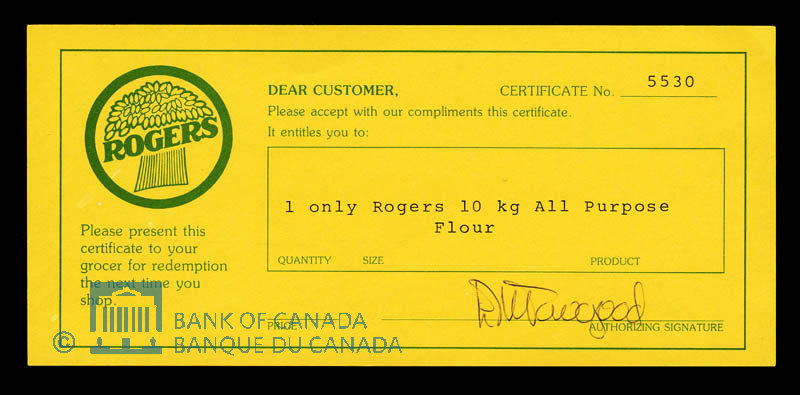 ROGERS
Please present this
certificate to your
grocer for redemption
the next time you
shop.
DEAR CUSTOMER,
CERTIFICATE No. 5530
Please accept with our compliments this certificate.
It entitles you to:
1 only Rogers 10 kg All Purpose
Flour
QUANTITY SIZE PRODUCT
PRICE
AUTHORIZING SIGNATURE
© BANK OF CANADA
BANQUE DU CANADA